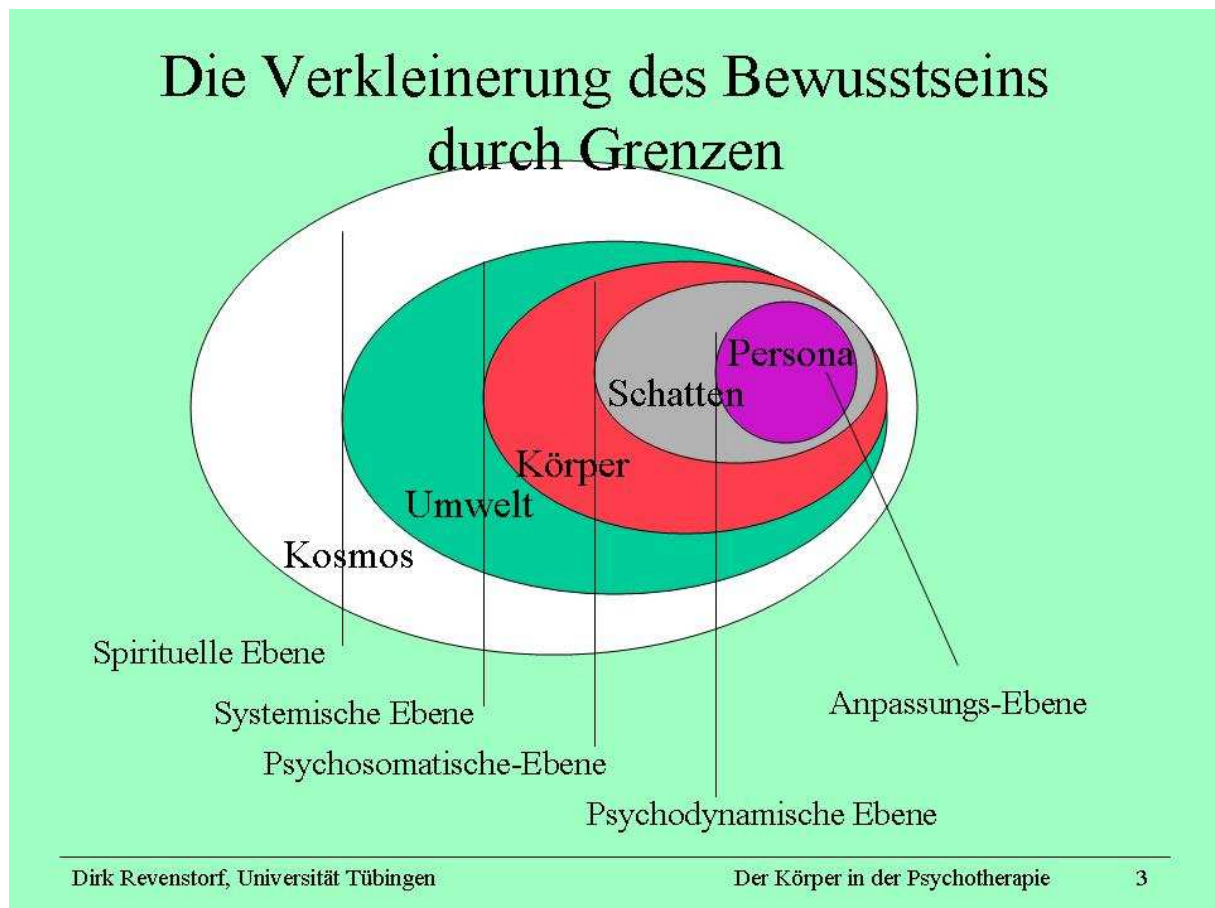 Die Verkleinerung des Bewusstseins
durch Grenzen
Persona
Schatten
Körper
Umwelt
Kosmos
Spirituelle Ebene
Systemische Ebene
Anpassungs-Ebene
Psychosomatische-Ebene
Psychodynamische Ebene
Dirk Revenstorf, Universität Tübingen Der Körper in der Psychotherapie 3